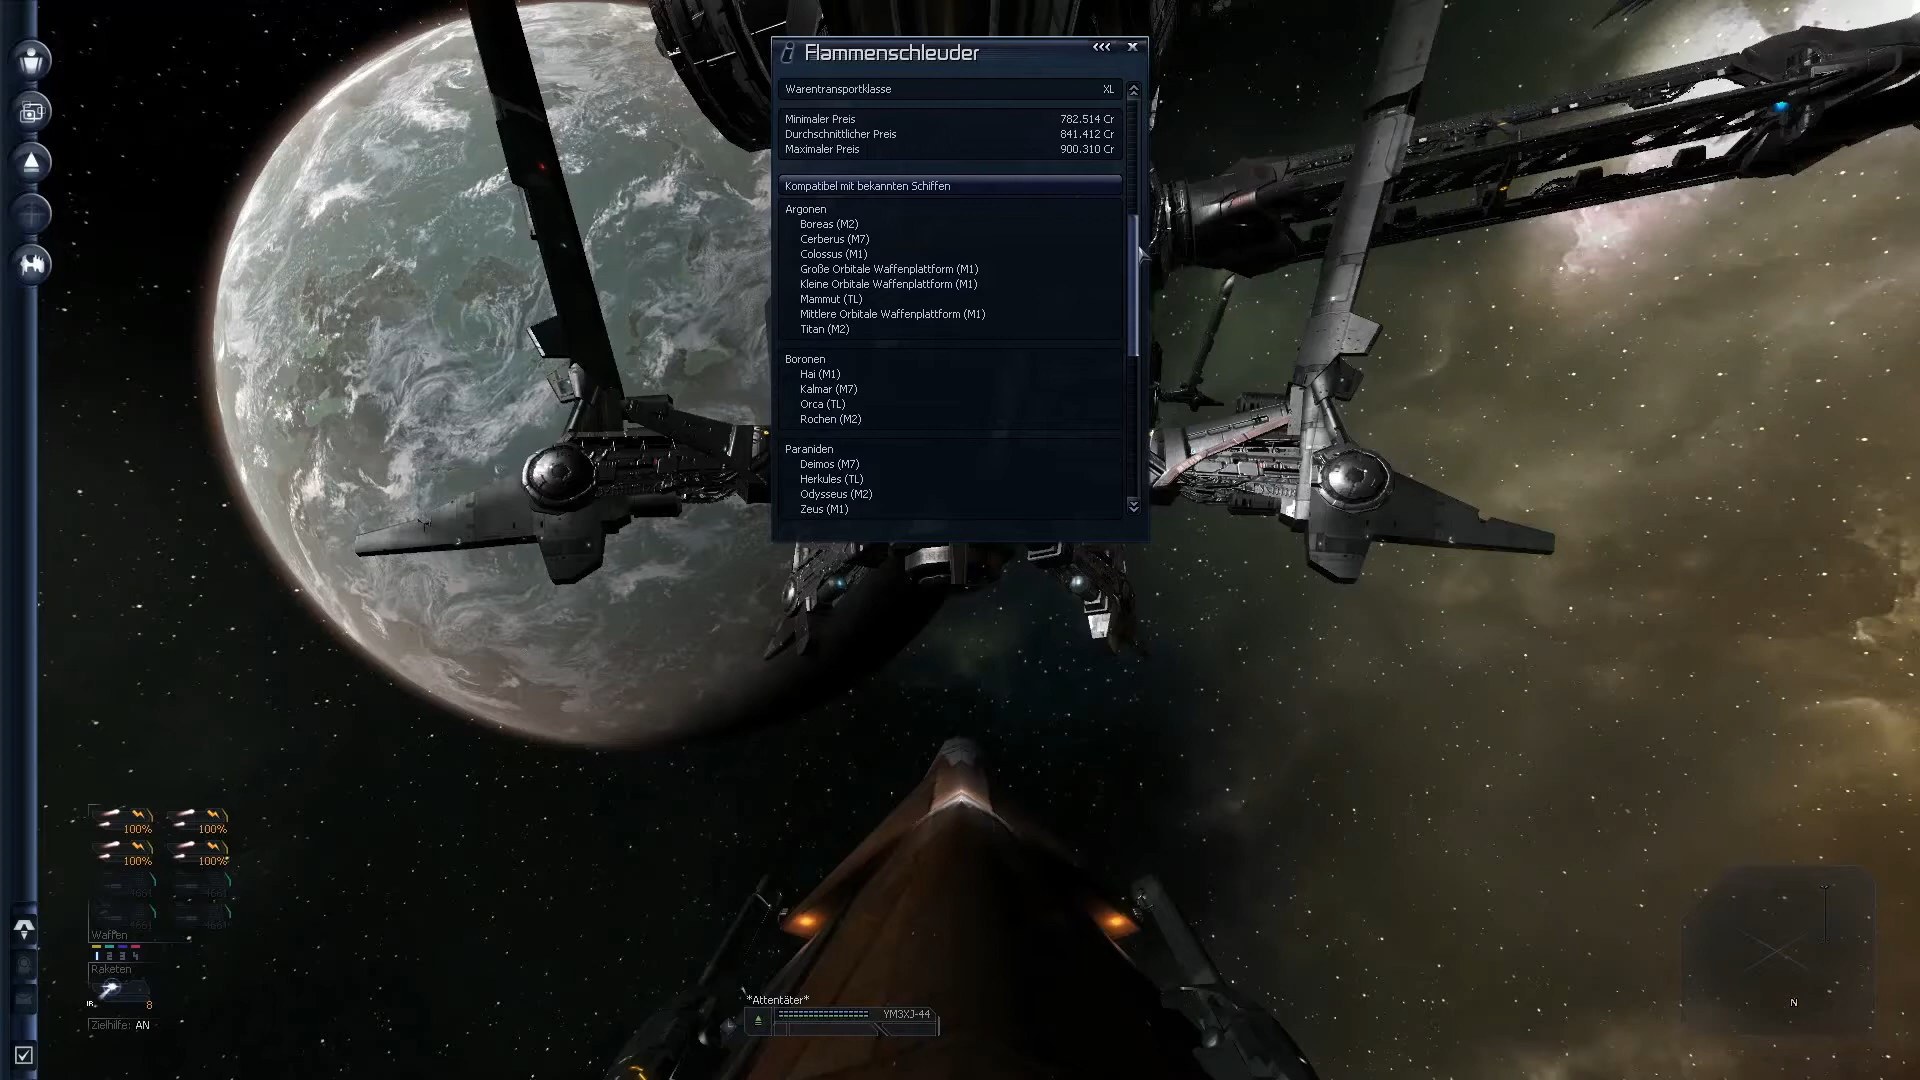 Flammenschleuder
Warentransportklasse XL
Minimaler Preis 782.514 Cr
Durchschnittlicher Preis 841.412 Cr
Maximaler Preis 900.310 Cr
Kompatibel mit bekannten Schiffen
Argonen
Boreas (M2)
Cerberus (M7)
Colossus (M1)
Große Orbitale Waffenplattform (M1)
Kleine Orbitale Waffenplattform (M1)
Mammut (TL)
Mittlere Orbitale Waffenplattform (M1)
Titan (M2)
Boronen
Hai (M1)
Kalmar (M7)
Orca (TL)
Rochen (M2)
Paraniden
Deimos (M7)
Herkules (TL)
Odysseus (M2)
Zeus (M1)
100% 100%
100% 100%
Waffen
1 2 3 4
Raketen
IR
8
Zielhilfe: AN
*Attentäter*
YM3XJ-44
N